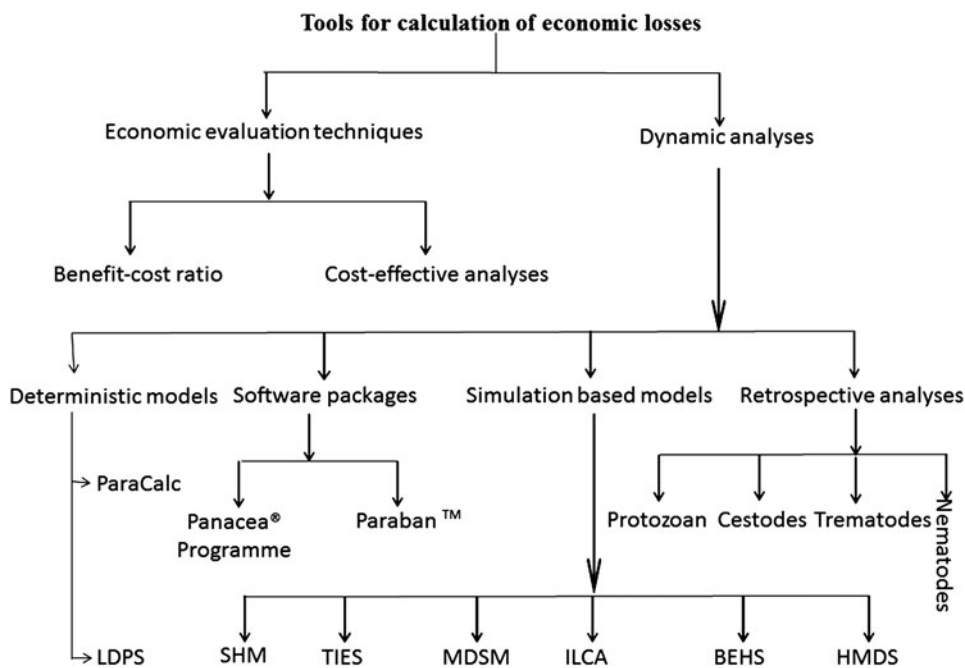 Tools for calculation of economic losses
Economic evaluation techniques
Dynamic analyses
Benefit-cost ratio
Cost-effective analyses
Deterministic models
Software packages
Simulation based models
Retrospective analyses
ParaCalc
Panacea®
Programme
Paraban ™
Protozoan
Cestodes
Trematodes
Nematodes
LDPS
SHM
TIES
MDSM
ILCA
BEHS
HMDS